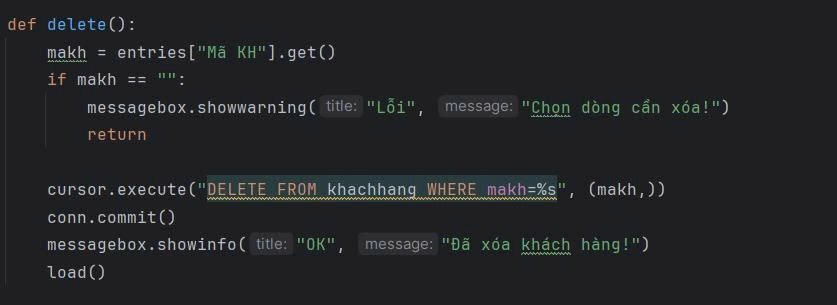 def delete():
    makh = entries["Mã KH"].get()
    if makh == "":
        messagebox.showwarning( title: "Lỗi", message: "Chọn dòng cần xóa!")
        return
    cursor.execute("DELETE FROM khachhang WHERE makh=%s", (makh,))
    conn.commit()
    messagebox.showinfo( title: "OK", message: "Đã xóa khách hàng!")
    load()